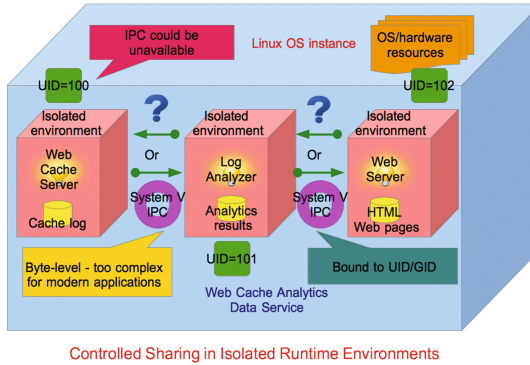 IPC could be
unavailable
Linux OS instance
OS/hardware
resources
UID=100
UID=102
Isolated
environment
?
Isolated
environment
?
Isolated
environment
Web
Cache
Server
Or
Log
Analyzer
Or
Web
Server
Cache log
System V
IPC
Analytics
results
System V
IPC
HTML
Web pages
Byte-level - too complex
for modern applications
UID=101
Bound to UID/GID
Web Cache Analytics
Data Service
Controlled Sharing in Isolated Runtime Environments